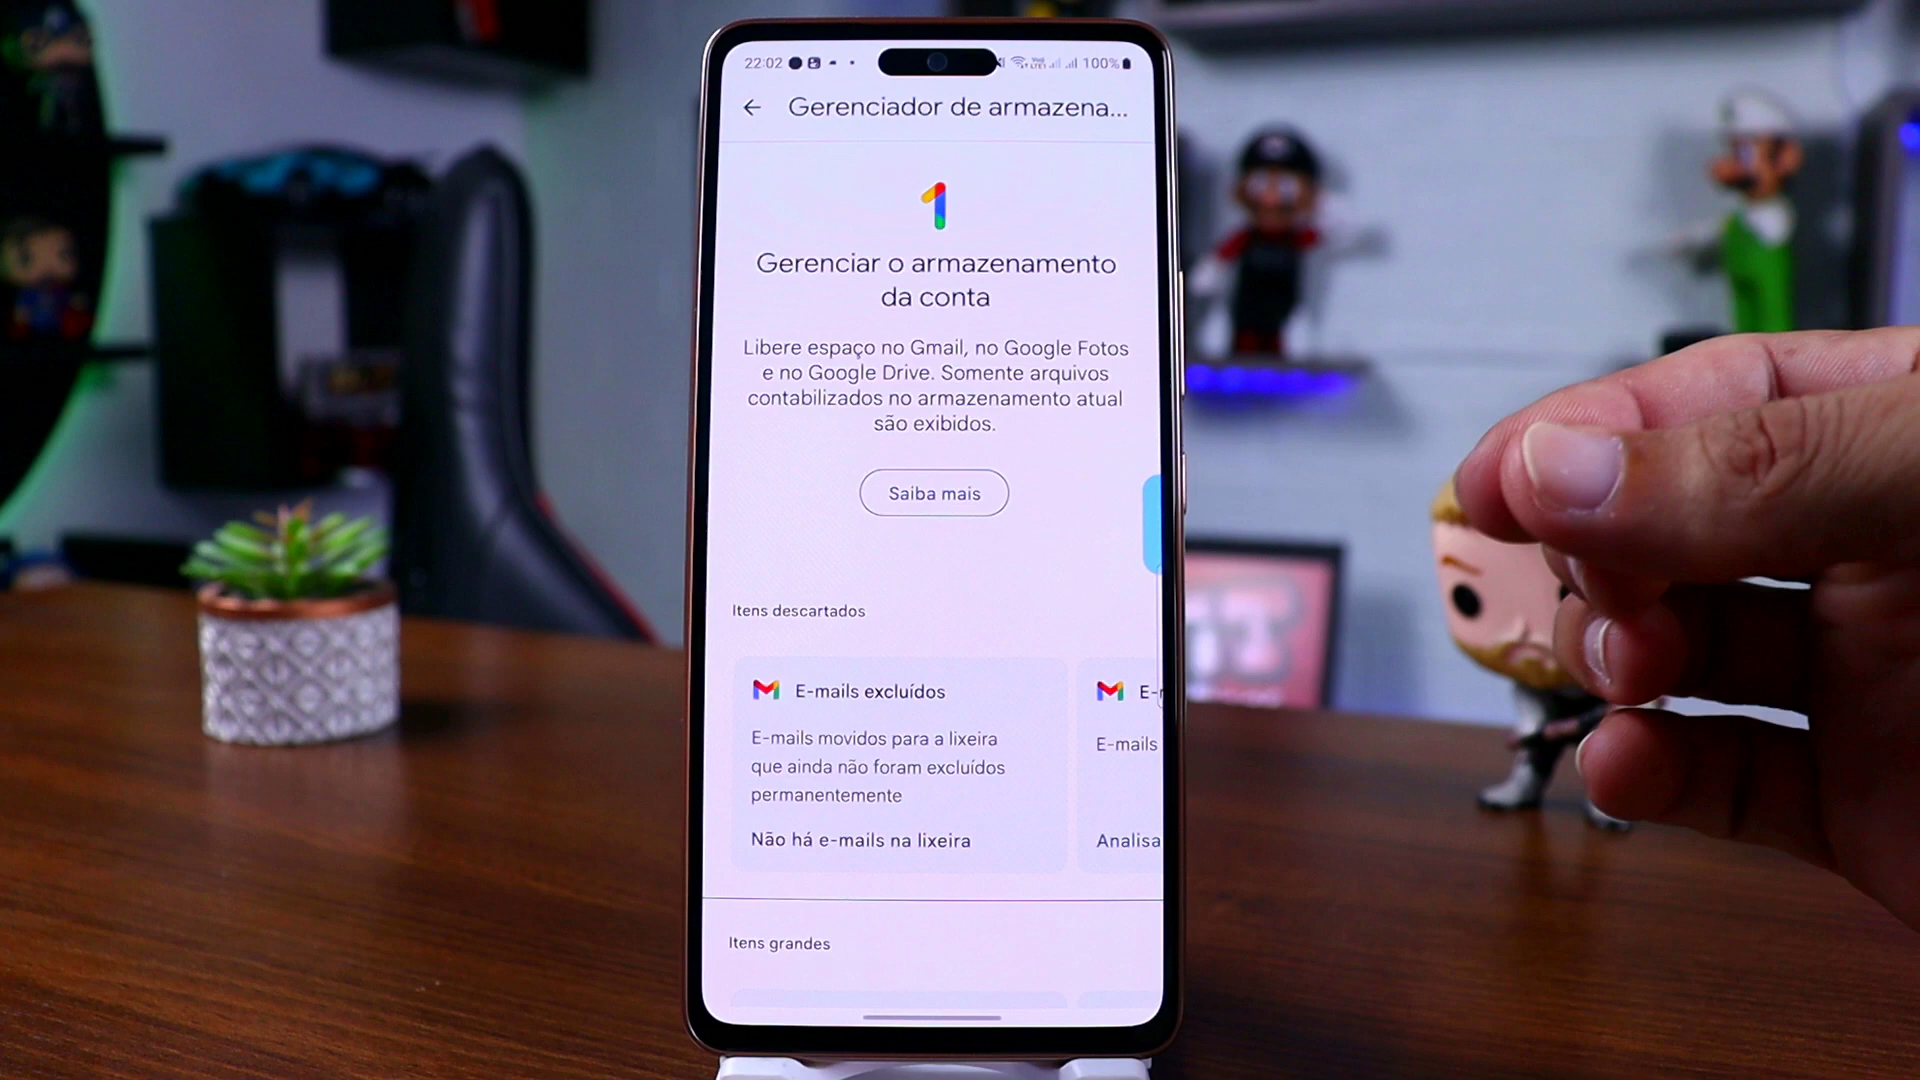 22:02
100%
Gerenciador de armazena...
Gerenciar o armazenamento
da conta
Libere espaço no Gmail, no Google Fotos
e no Google Drive. Somente arquivos
contabilizados no armazenamento atual
são exibidos.
Saiba mais
Itens descartados
E-mails excluídos
E-mails movidos para a lixeira
que ainda não foram excluídos
permanentemente
Não há e-mails na lixeira
E-
E-mails
Analisa
Itens grandes